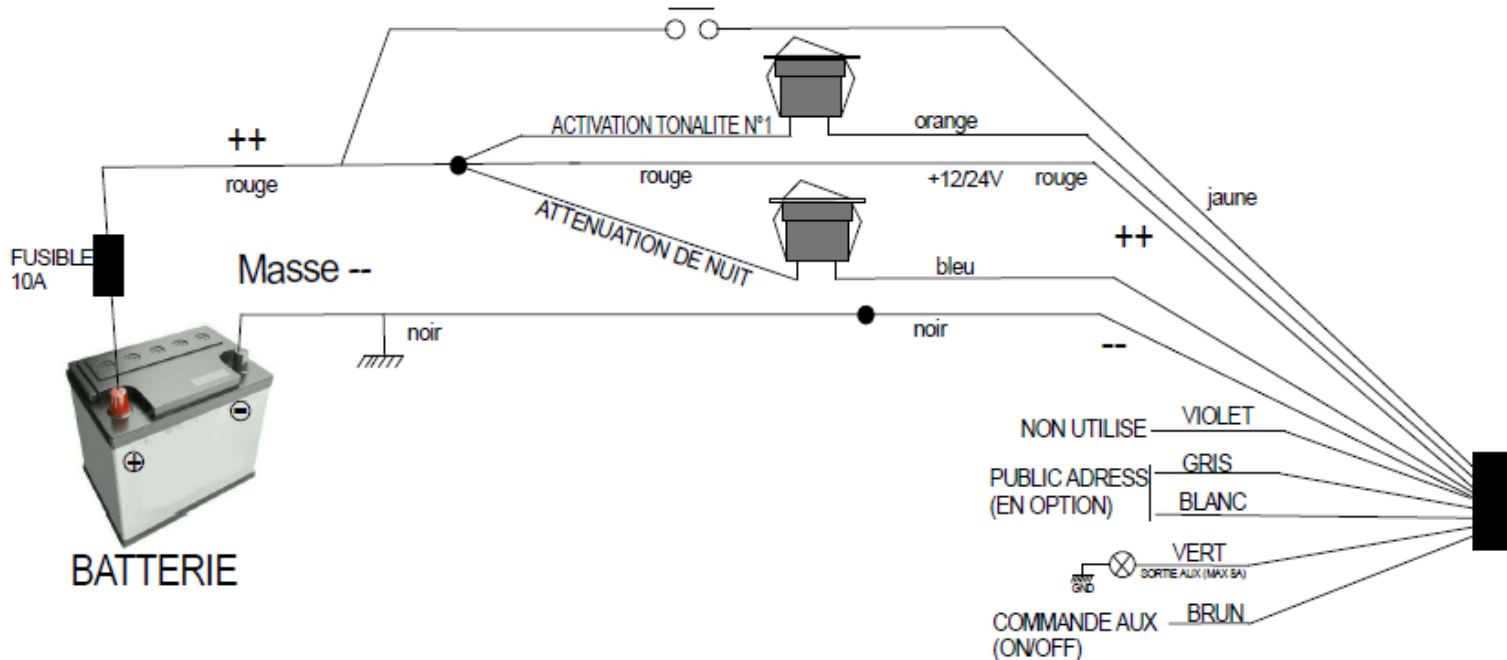 ACTIVATION TONALITE N°1
orange
++
rouge
rouge
+12/24V
rouge
jaune
ATTENUATION DE NUIT
++
FUSIBLE
10A
Masse --
bleu
noir
noir
--
NON UTILISE
VIOLET
PUBLIC ADRESS
(EN OPTION)
GRIS
BLANC
VERT
SORTIE AUX (MAX 5A)
GND
BATTERIE
COMMANDE AUX
(ON/OFF)
BRUN